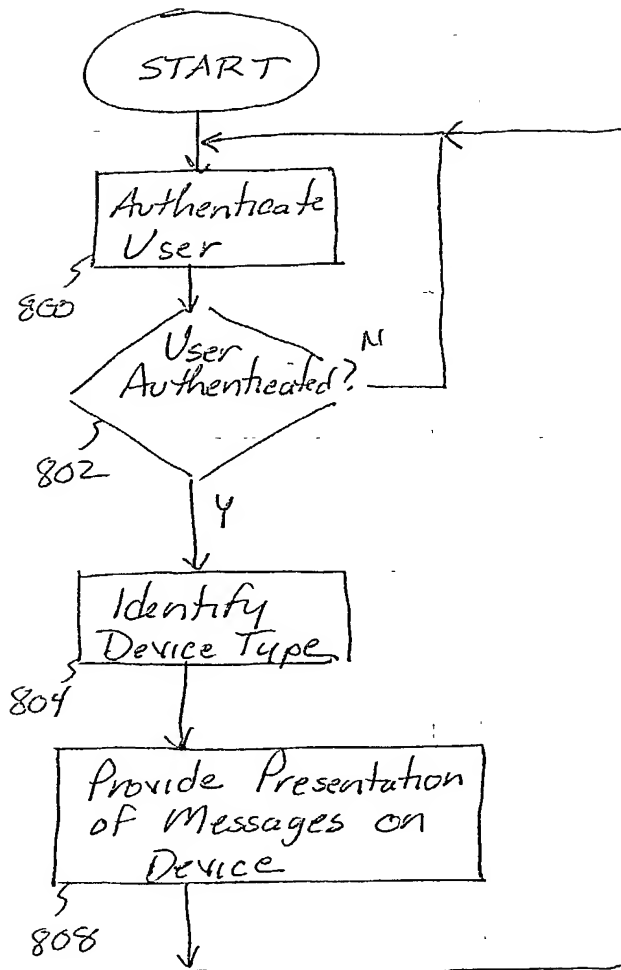 START
Authenticate
User
800
User
Authenticated?
N
802
Y
Identify
Device Type
804
Provide Presentation
of Messages on
Device
808